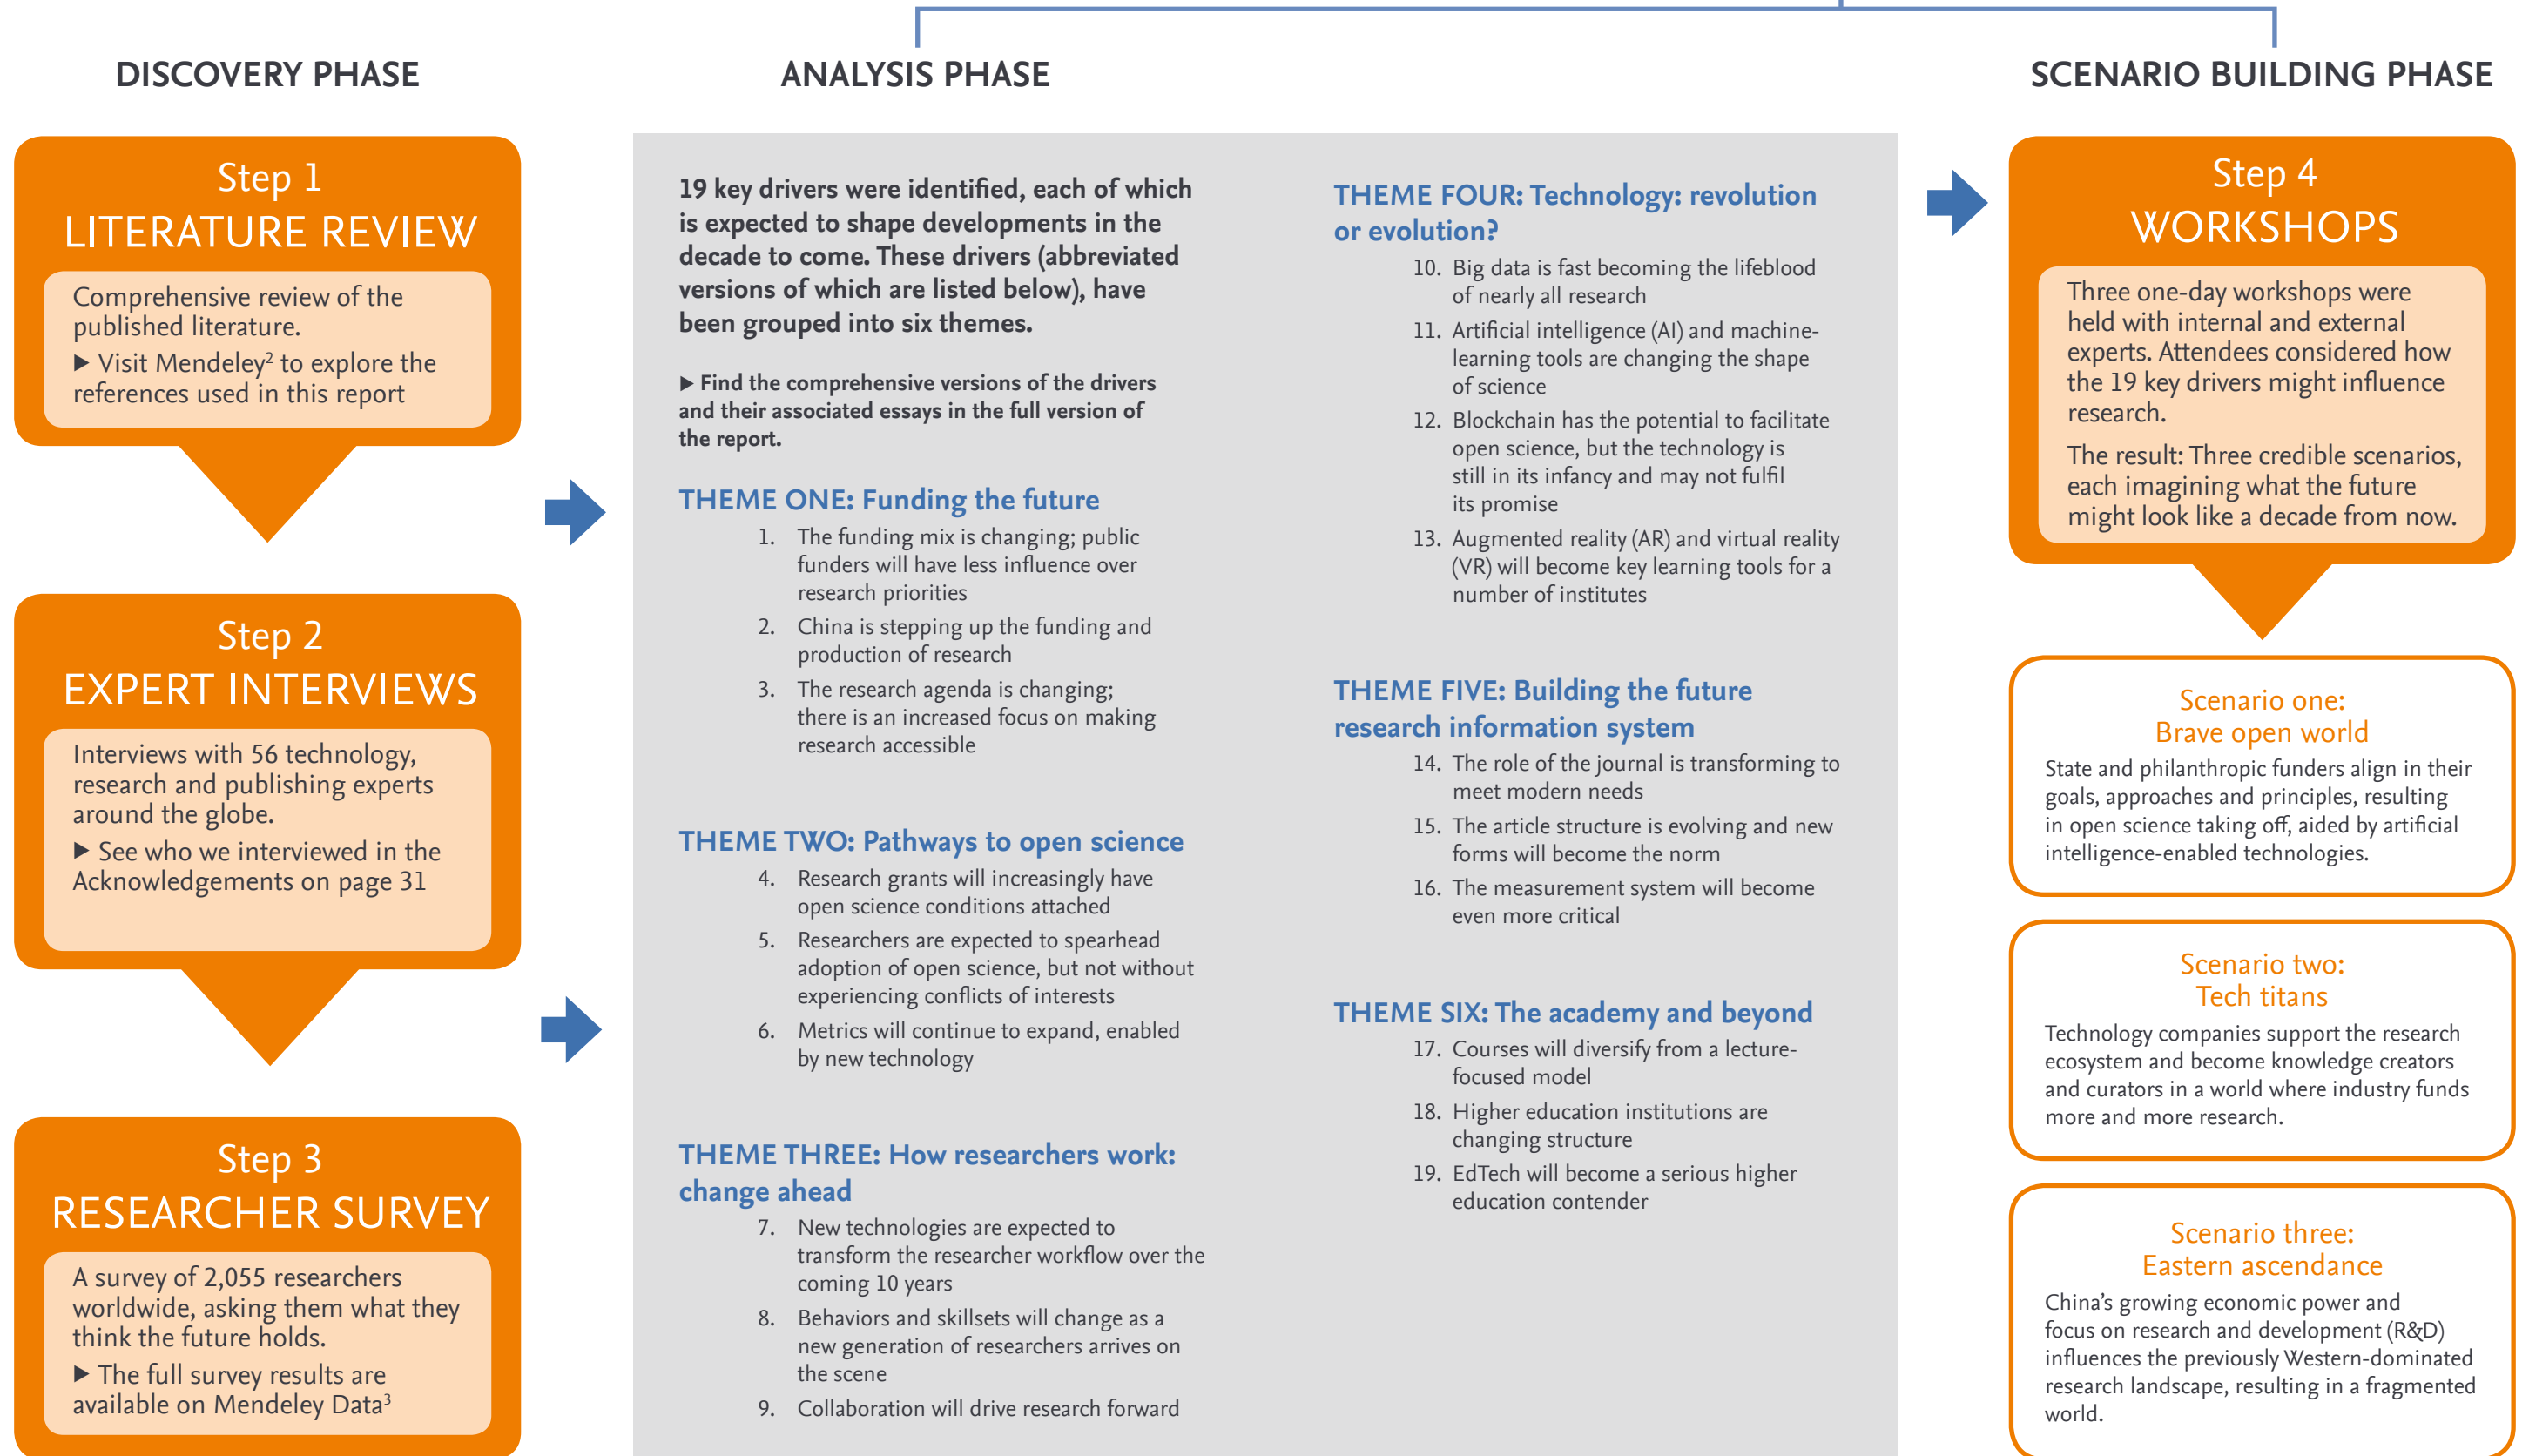 DISCOVERY PHASE
Step 1
LITERATURE REVIEW
Comprehensive review of the
published literature.
▶ Visit Mendeley² to explore the
references used in this report
Step 2
EXPERT INTERVIEWS
Interviews with 56 technology,
research and publishing experts
around the globe.
▶ See who we interviewed in the
Acknowledgements on page 31
Step 3
RESEARCHER SURVEY
A survey of 2,055 researchers
worldwide, asking them what they
think the future holds.
▶ The full survey results are
available on Mendeley Data³
ANALYSIS PHASE
19 key drivers were identified, each of which
is expected to shape developments in the
decade to come. These drivers (abbreviated
versions of which are listed below), have
been grouped into six themes.
▶ Find the comprehensive versions of the drivers
and their associated essays in the full version of
the report.
THEME ONE: Funding the future
1. The funding mix is changing; public
funders will have less influence over
research priorities
2. China is stepping up the funding and
production of research
3. The research agenda is changing;
there is an increased focus on making
research accessible
THEME TWO: Pathways to open science
4. Research grants will increasingly have
open science conditions attached
5. Researchers are expected to spearhead
adoption of open science, but not without
experiencing conflicts of interests
6. Metrics will continue to expand, enabled
by new technology
THEME THREE: How researchers work:
change ahead
7. New technologies are expected to
transform the researcher workflow over the
coming 10 years
8. Behaviors and skillsets will change as a
new generation of researchers arrives on
the scene
9. Collaboration will drive research forward
THEME FOUR: Technology: revolution
or evolution?
10. Big data is fast becoming the lifeblood
of nearly all research
11. Artificial intelligence (AI) and machine-
learning tools are changing the shape
of science
12. Blockchain has the potential to facilitate
open science, but the technology is
still in its infancy and may not fulfil
its promise
13. Augmented reality (AR) and virtual reality
(VR) will become key learning tools for a
number of institutes
THEME FIVE: Building the future
research information system
14. The role of the journal is transforming to
meet modern needs
15. The article structure is evolving and new
forms will become the norm
16. The measurement system will become
even more critical
THEME SIX: The academy and beyond
17. Courses will diversify from a lecture-
focused model
18. Higher education institutions are
changing structure
19. EdTech will become a serious higher
education contender
SCENARIO BUILDING PHASE
Step 4
WORKSHOPS
Three one-day workshops were
held with internal and external
experts. Attendees considered how
the 19 key drivers might influence
research.
The result: Three credible scenarios,
each imagining what the future
might look like a decade from now.
Scenario one:
Brave open world
State and philanthropic funders align in their
goals, approaches and principles, resulting
in open science taking off, aided by artificial
intelligence-enabled technologies.
Scenario two:
Tech titans
Technology companies support the research
ecosystem and become knowledge creators
and curators in a world where industry funds
more and more research.
Scenario three:
Eastern ascendance
China's growing economic power and
focus on research and development (R&D)
influences the previously Western-dominated
research landscape, resulting in a fragmented
world.